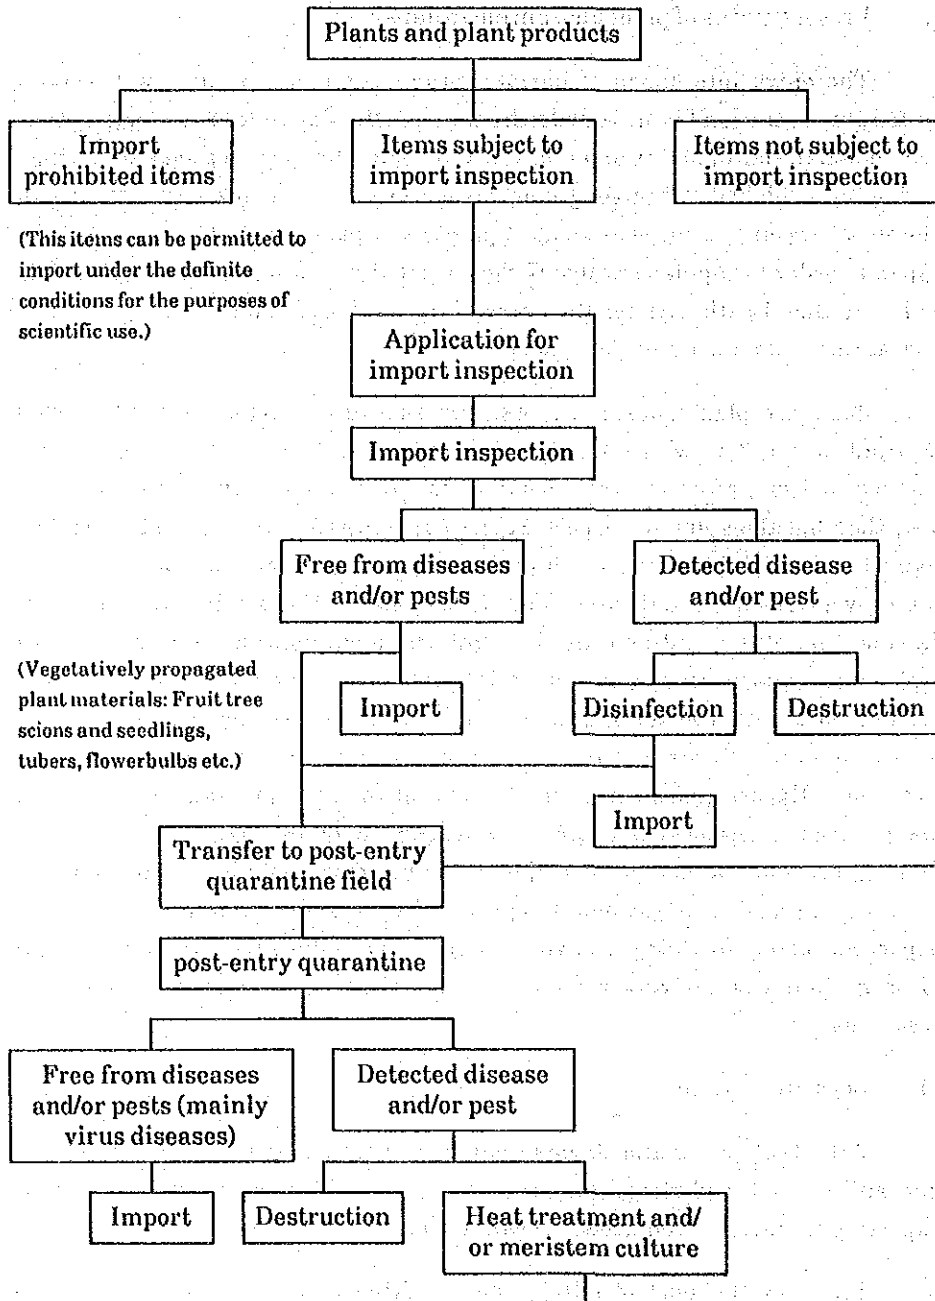 Plants and plant products
Import
prohibited items
Items subject to
import inspection
Items not subject to
import inspection
(This items can be permitted to
import under the definite
conditions for the purposes of
scientific use.)
Application for
import inspection
Import inspection
Free from diseases
and/or pests
Detected disease
and/or pest
(Vegetatively propagated
plant materials: Fruit tree
scions and seedlings,
tubers, flowerbulbs etc.)
Import
Disinfection
Destruction
Import
Transfer to post-entry
quarantine field
post-entry quarantine
Free from diseases
and/or pests (mainly
virus diseases)
Detected disease
and/or pest
Import
Destruction
Heat treatment and/
or meristem culture